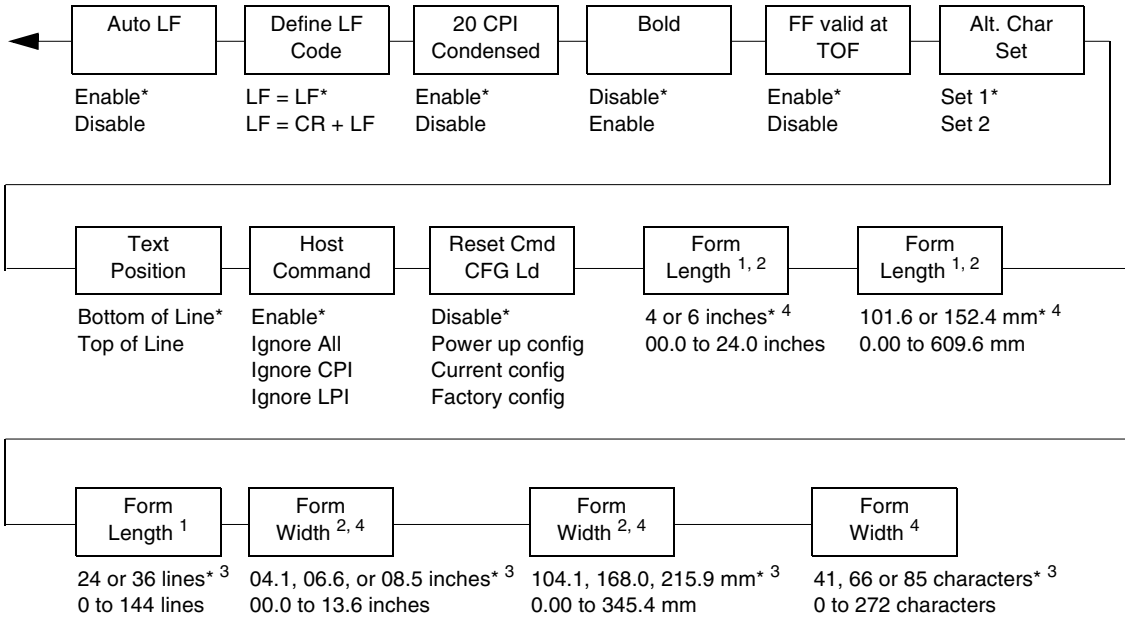 Auto LF
Enable*
Disable
Define LF
Code
LF = LF*
LF = CR + LF
20 CPI
Condensed
Enable*
Disable
Bold
Disable*
Enable
FF valid at
TOF
Enable*
Disable
Alt. Char
Set
Set 1*
Set 2
Text
Position
Bottom of Line*
Top of Line
Host
Command
Enable*
Ignore All
Ignore CPI
Ignore LPI
Reset Cmd
CFG Ld
Disable*
Power up config
Current config
Factory config
Form
Length 1, 2
4 or 6 inches* 4
00.0 to 24.0 inches
Form
Length 1, 2
101.6 or 152.4 mm* 4
0.00 to 609.6 mm
Form
Length 1
24 or 36 lines* 3
0 to 144 lines
Form
Width 2, 4
04.1, 06.6, or 08.5 inches* 3
00.0 to 13.6 inches
Form
Width 2, 4
104.1, 168.0, 215.9 mm* 3
0.00 to 345.4 mm
Form
Width 4
41, 66 or 85 characters* 3
0 to 272 characters